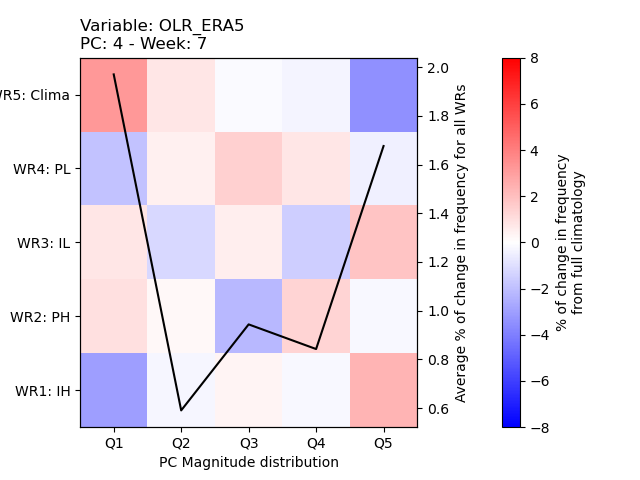 Variable: OLR_ERA5
PC: 4 - Week: 7
WR5: Clima
WR4: PL
WR3: IL
WR2: PH
WR1: IH
Q1 Q2 Q3 Q4 Q5
PC Magnitude distribution
2.0
1.8
1.6
1.4
1.2
1.0
0.8
0.6
Average % of change in frequency for all WRs
8
6
4
2
0
−2
−4
−6
−8
% of change in frequency
from full climatology